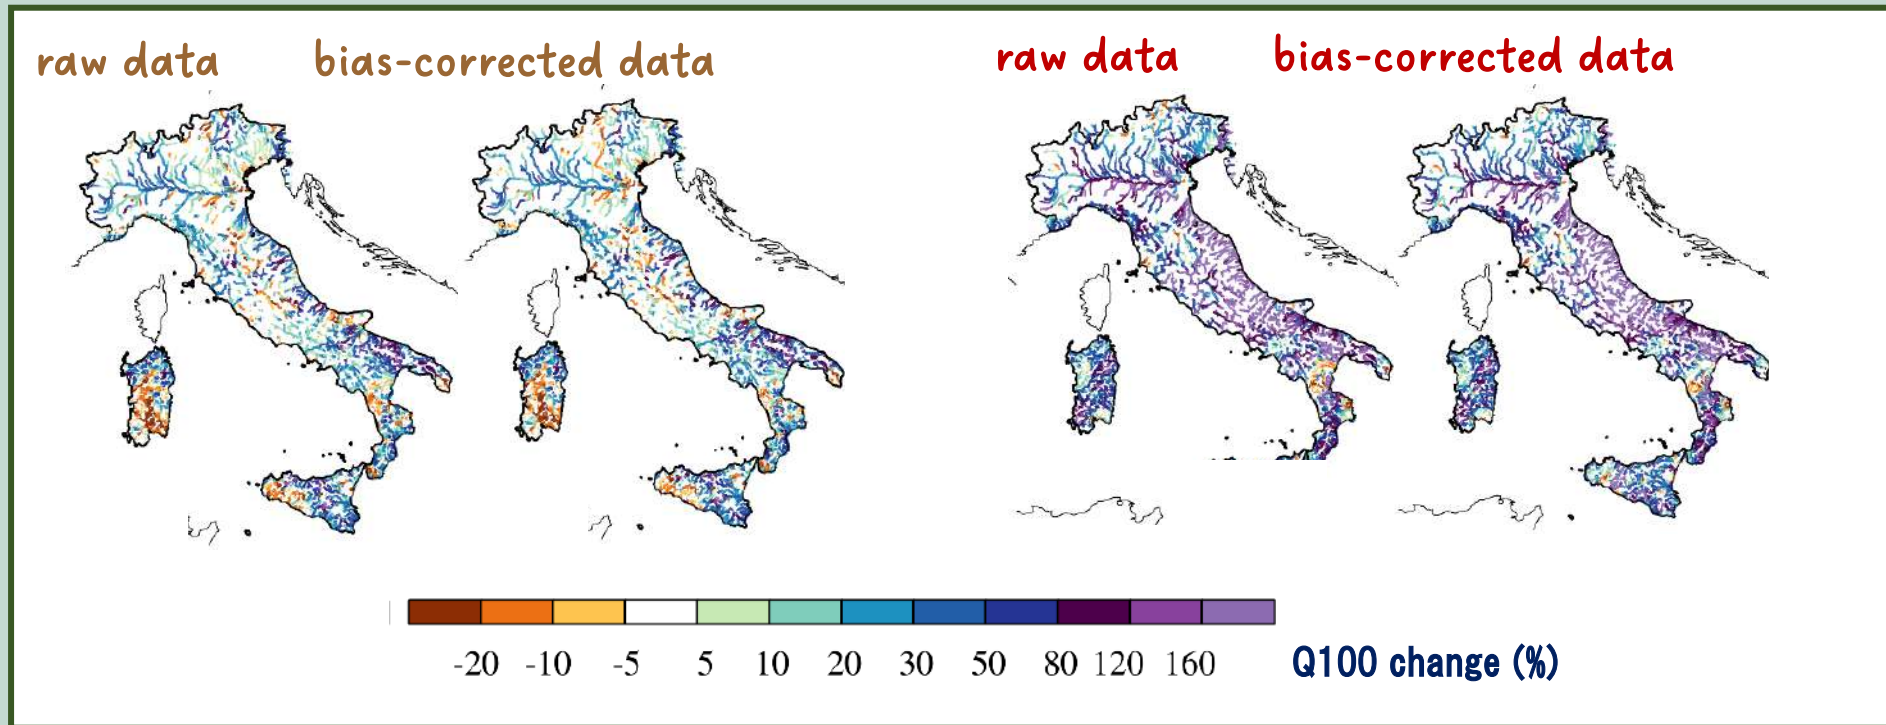 raw data bias-corrected data raw data bias-corrected data
-20 -10 -5 5 10 20 30 50 80 120 160 Q100 change (%)